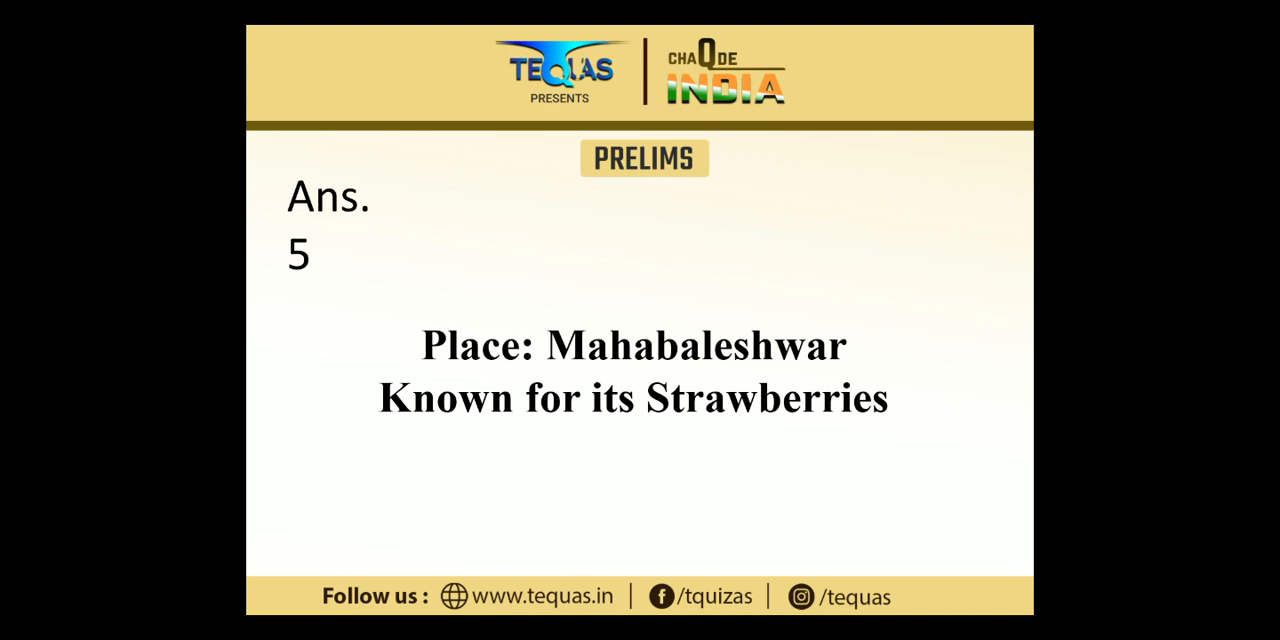 TEQUAS
PRESENTS
CHAQDE
INDIA
PRELIMS
Ans.
5
Place: Mahabaleshwar
Known for its Strawberries
Follow us : www.tequas.in | /tquizas | /tequas